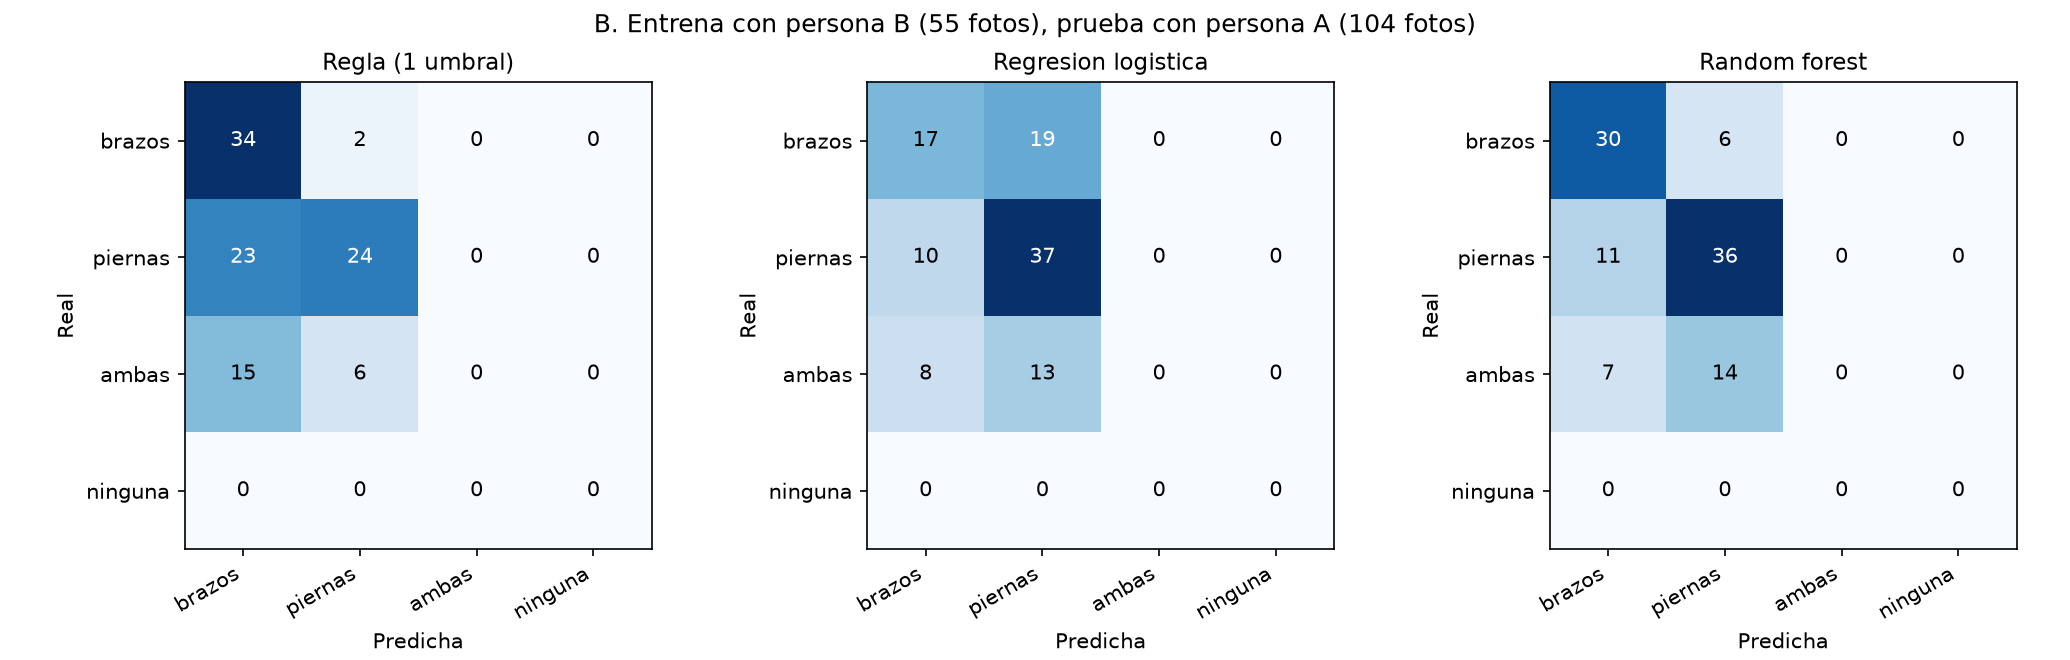 B. Entrena con persona B (55 fotos), prueba con persona A (104 fotos)
Regla (1 umbral)
Real
brazos 34 2 0 0
piernas 23 24 0 0
ambas 15 6 0 0
ninguna 0 0 0 0
brazos piernas ambas ninguna
Predicha
Regresion logistica
Real
brazos 17 19 0 0
piernas 10 37 0 0
ambas 8 13 0 0
ninguna 0 0 0 0
brazos piernas ambas ninguna
Predicha
Random forest
Real
brazos 30 6 0 0
piernas 11 36 0 0
ambas 7 14 0 0
ninguna 0 0 0 0
brazos piernas ambas ninguna
Predicha